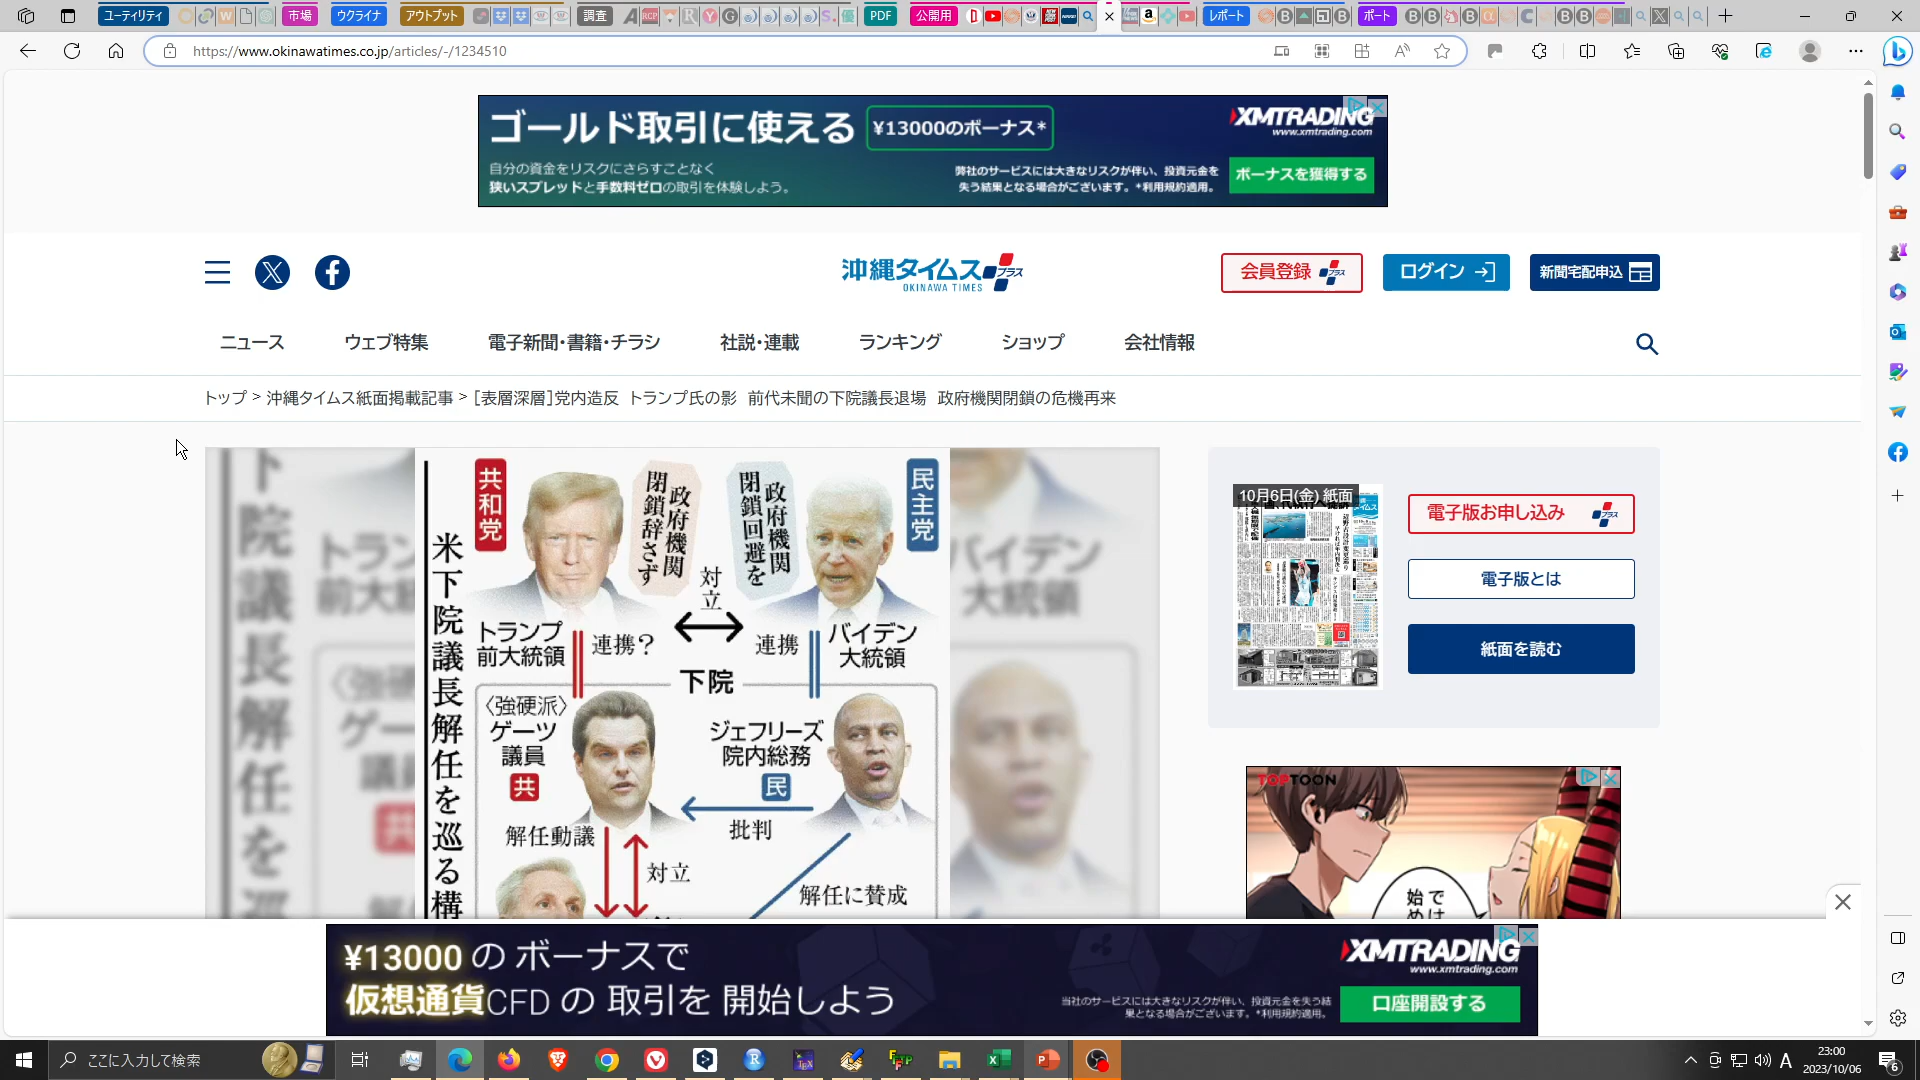 ユーティリティ
市場
ウクライナ
アウトプット
調査
PDF
公開用
レポート
ポート
https://www.okinawatimes.co.jp/articles/-/1234510
ゴールド取引に使える
¥13000のボーナス*
XMTRADING
www.xmtrading.com
自分の資金をリスクにさらすことなく
狭いスプレッドと手数料ゼロの取引を体験しよう。
弊社のサービスには大きなリスクが伴い、投資元金を
失う結果となる場合がございます。*利用規約適用。
ボーナスを獲得する
沖縄タイムスプラス
OKINAWA TIMES
会員登録 プラス
ログイン
新聞宅配申込
ニュース
ウェブ特集
電子新聞・書籍・チラシ
社説・連載
ランキング
ショップ
会社情報
トップ > 沖縄タイムス紙面掲載記事 > [表層深層]党内造反 トランプ氏の影 前代未聞の下院議長退場 政府機関閉鎖の危機再来
米下院議長解任を巡る構
共和党
政府機関
閉鎖辞さず
政府機関
閉鎖回避を
民主党
対立
トランプ
前大統領
連携?
連携
バイデン
大統領
下院
〈強硬派〉
ゲーツ
議員
共
ジェフリーズ
院内総務
民
批判
解任動議
対立
解任に賛成
10月6日(金) 紙面
電子版お申し込み プラス
電子版とは
紙面を読む
TOPTOON
始で
¥13000 の ボーナスで
仮想通貨CFD の 取引を 開始しよう
XMTRADING
www.xmtrading.com
当社のサービスには大きなリスクが伴い、投資元金を失う結
果となる場合がございます。*利用規約適用。
口座開設する
ここに入力して検索
A
23:00
2023/10/06
6